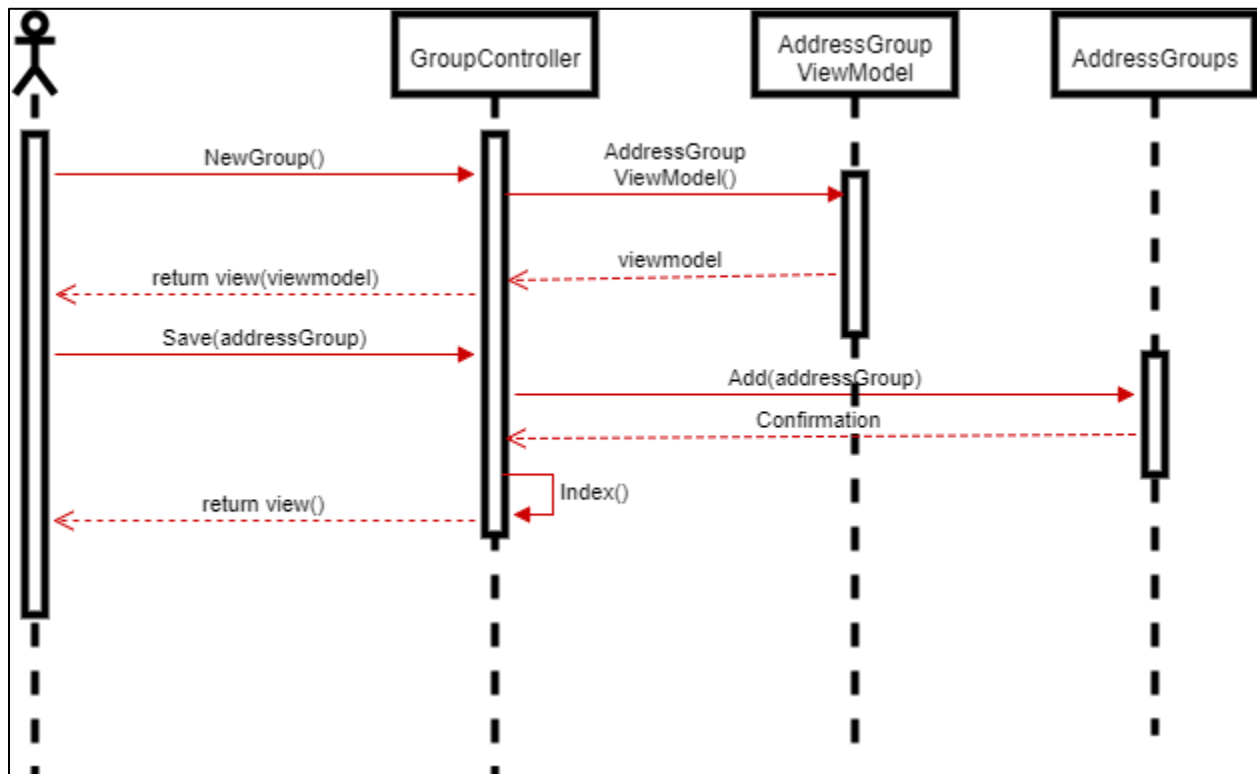 GroupController
AddressGroup
ViewModel
AddressGroups
NewGroup()
AddressGroup
ViewModel()
viewmodel
return view(viewmodel)
Save(addressGroup)
Add(addressGroup)
Confirmation
Index()
return view()